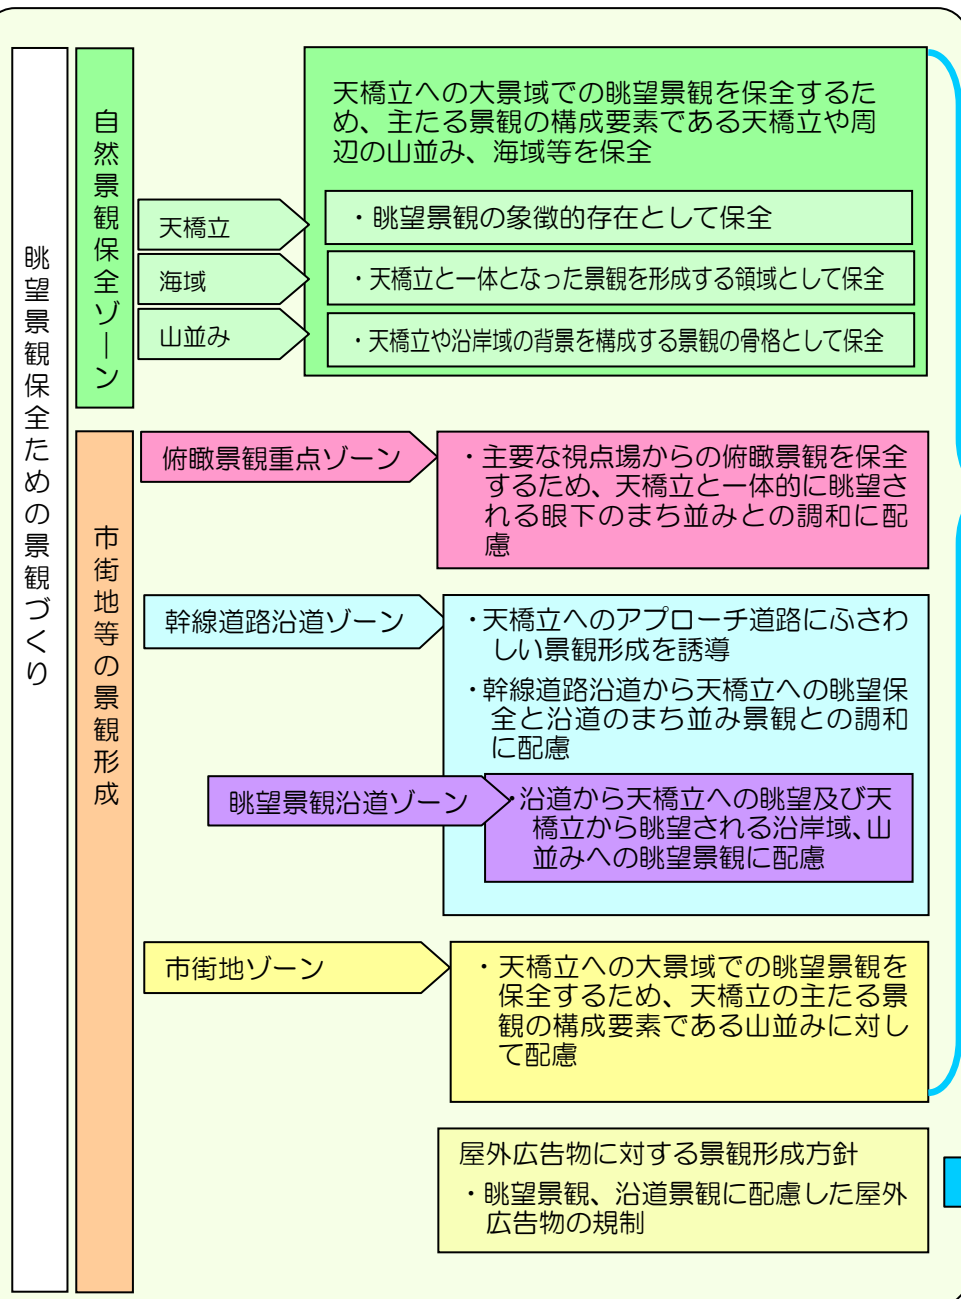 眺望景観保全ための景観づくり
自然景観保全ゾーン
天橋立への大景域での眺望景観を保全するた
め、主たる景観の構成要素である天橋立や周
辺の山並み、海域等を保全
天橋立
・眺望景観の象徴的存在として保全
海域
・天橋立と一体となった景観を形成する領域として保全
山並み
・天橋立や沿岸域の背景を構成する景観の骨格として保全
市街地等の景観形成
俯瞰景観重点ゾーン
・主要な視点場からの俯瞰景観を保全
するため、天橋立と一体的に眺望さ
れる眼下のまち並みとの調和に配
慮
幹線道路沿道ゾーン
・天橋立へのアプローチ道路にふさわ
しい景観形成を誘導
・幹線道路沿道から天橋立への眺望保
全と沿道のまち並み景観との調和
に配慮
眺望景観沿道ゾーン
・沿道から天橋立への眺望及び天
橋立から眺望される沿岸域、山
並みへの眺望景観に配慮
市街地ゾーン
・天橋立への大景域での眺望景観を
保全するため、天橋立の主たる景
観の構成要素である山並みに対し
て配慮
屋外広告物に対する景観形成方針
・眺望景観、沿道景観に配慮した屋外
広告物の規制